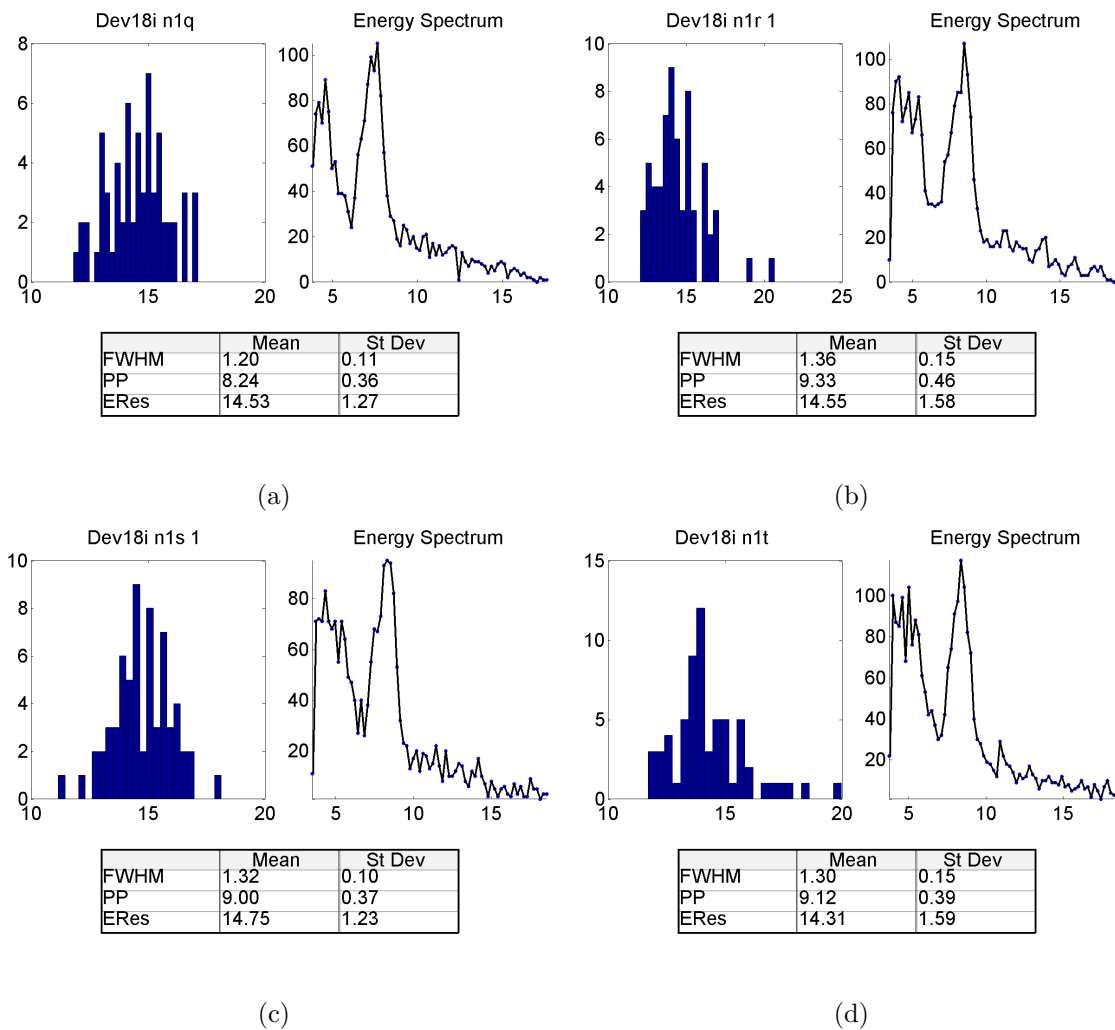 Dev18i n1q
Energy Spectrum
8
6
4
2
0
10
15
20
100
80
60
40
20
0
5
10
15
Mean St Dev
FWHM 1.20 0.11
PP 8.24 0.36
ERes 14.53 1.27
(a)
Dev18i n1r 1
Energy Spectrum
10
8
6
4
2
0
10
15
20
25
100
80
60
40
20
0
5
10
15
Mean St Dev
FWHM 1.36 0.15
PP 9.33 0.46
ERes 14.55 1.58
(b)
Dev18i n1s 1
Energy Spectrum
10
8
6
4
2
0
10
15
20
80
60
40
20
5
10
15
Mean St Dev
FWHM 1.32 0.10
PP 9.00 0.37
ERes 14.75 1.23
(c)
Dev18i n1t
Energy Spectrum
15
10
5
0
10
15
20
100
80
60
40
20
5
10
15
Mean St Dev
FWHM 1.30 0.15
PP 9.12 0.39
ERes 14.31 1.59
(d)